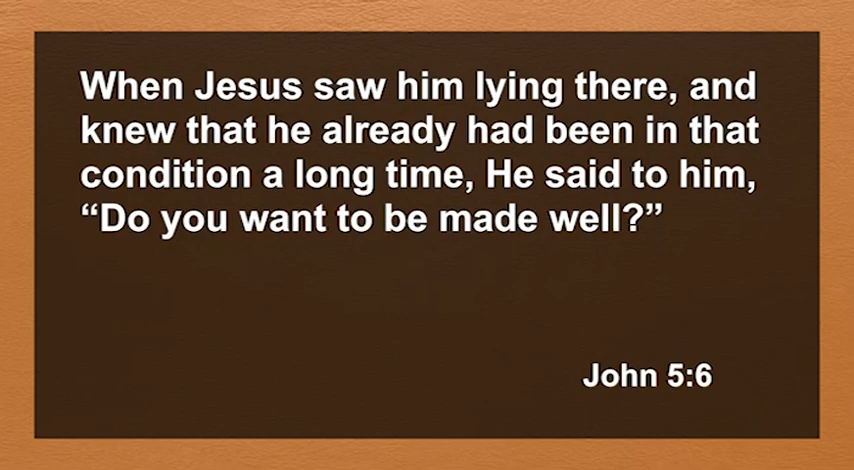 When Jesus saw him lying there, and
knew that he already had been in that
condition a long time, He said to him,
“Do you want to be made well?”
John 5:6